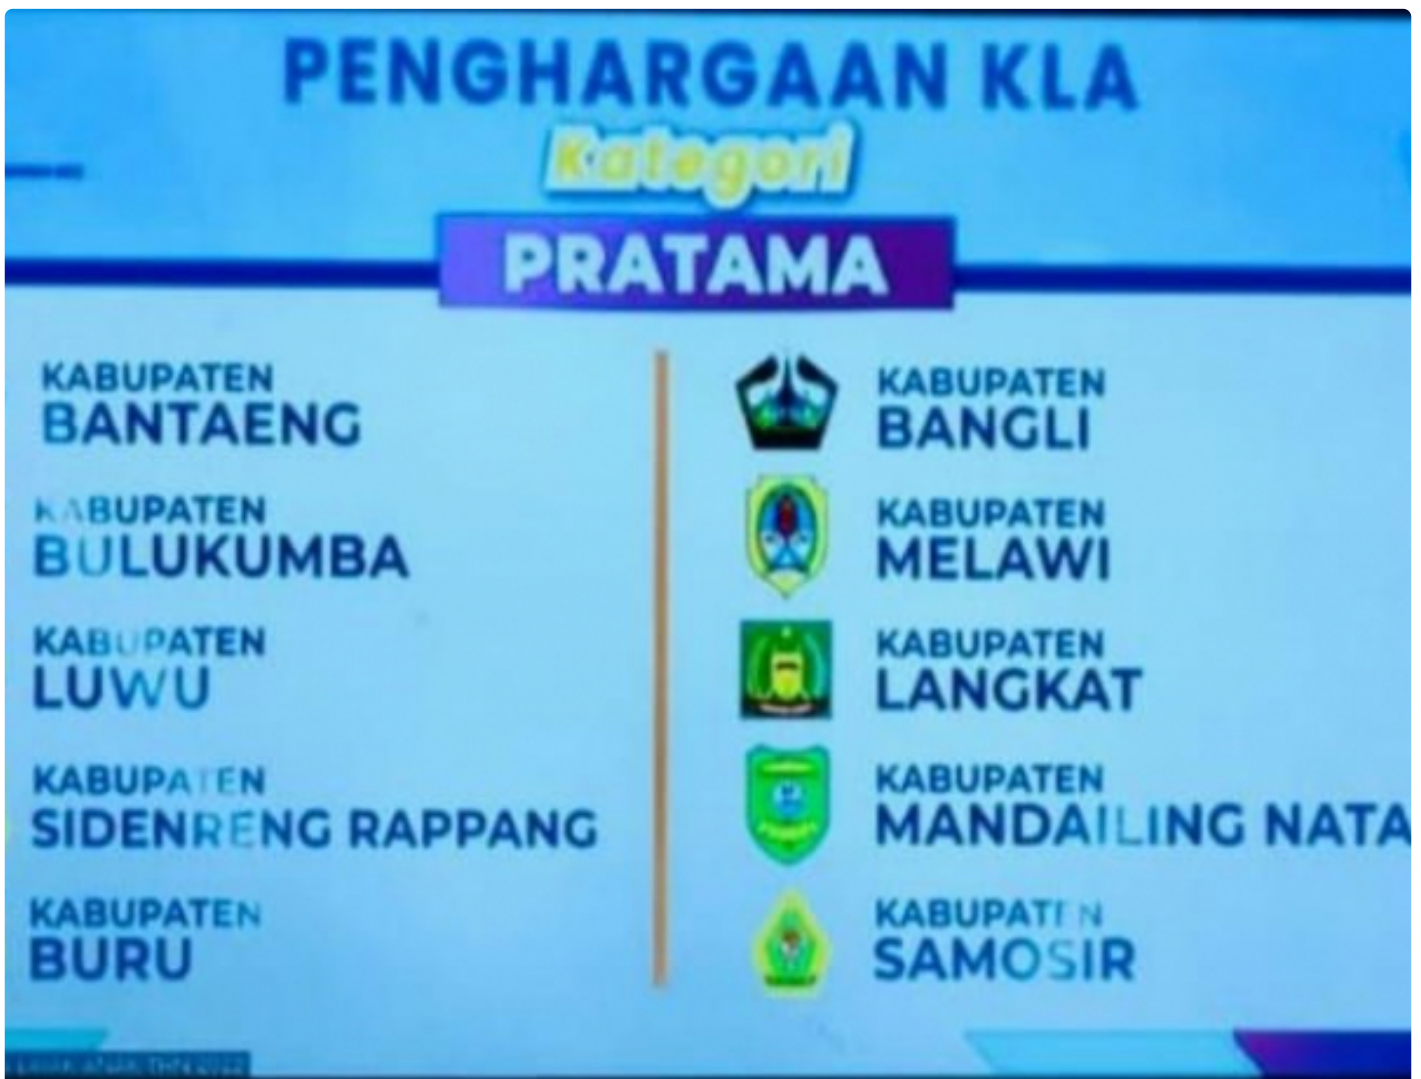 PENGHARGAAN KLA
Kategori
PRATAMA
KABUPATEN
BANTAENG
KABUPATEN
BULUKUMBA
KABUPATEN
LUWU
KABUPATEN
SIDENRENG RAPPANG
KABUPATEN
BURU
KABUPATEN
BANGLI
KABUPATEN
MELAWI
KABUPATEN
LANGKAT
KABUPATEN
MANDAILING NATA
KABUPATEN
SAMOSIR